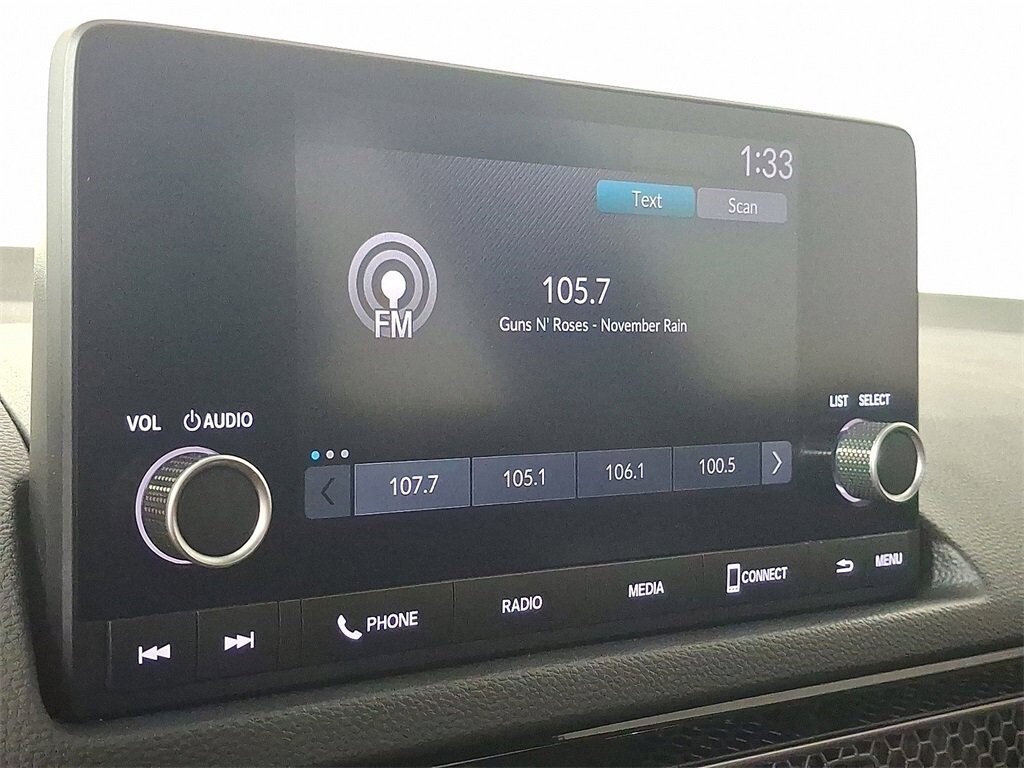 1:33
Text Scan
105.7
FM
Guns N' Roses - November Rain
VOL AUDIO
LIST SELECT
107.7 105.1 106.1 100.5
PHONE RADIO MEDIA CONNECT MENU